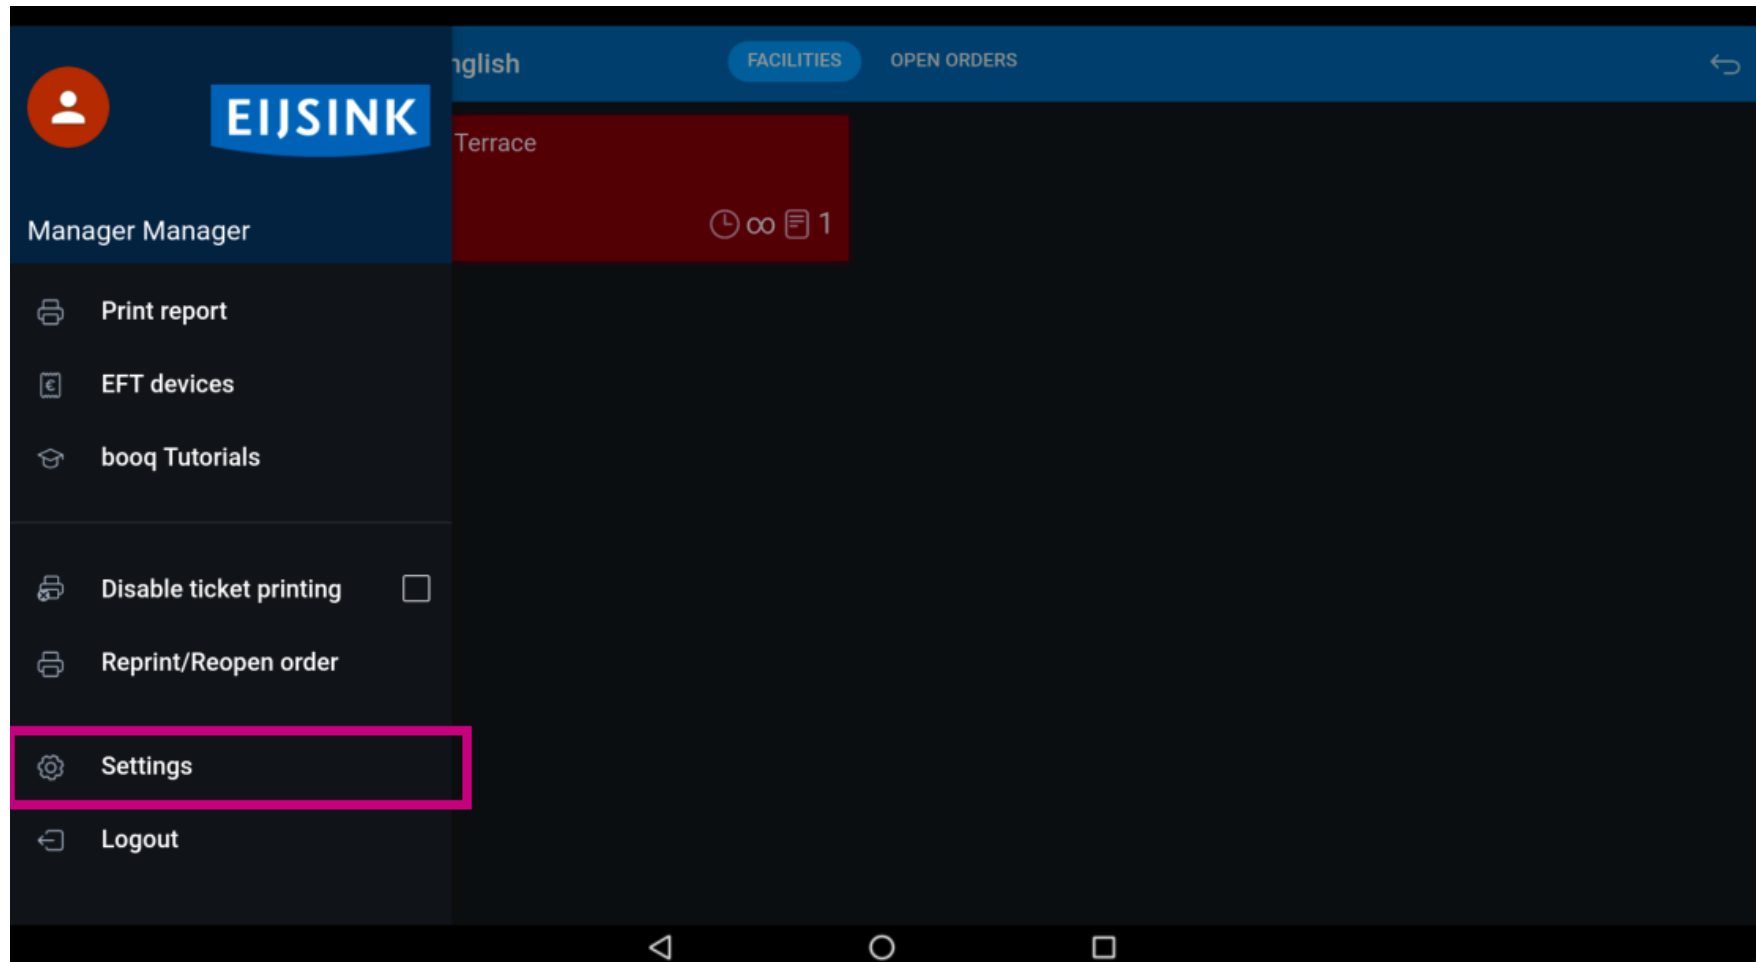 EIJSINK
Manager Manager
Print report
EFT devices
booq Tutorials
Disable ticket printing
Reprint/Reopen order
Settings
Logout
nglish
FACILITIES
OPEN ORDERS
Terrace
∞ 1